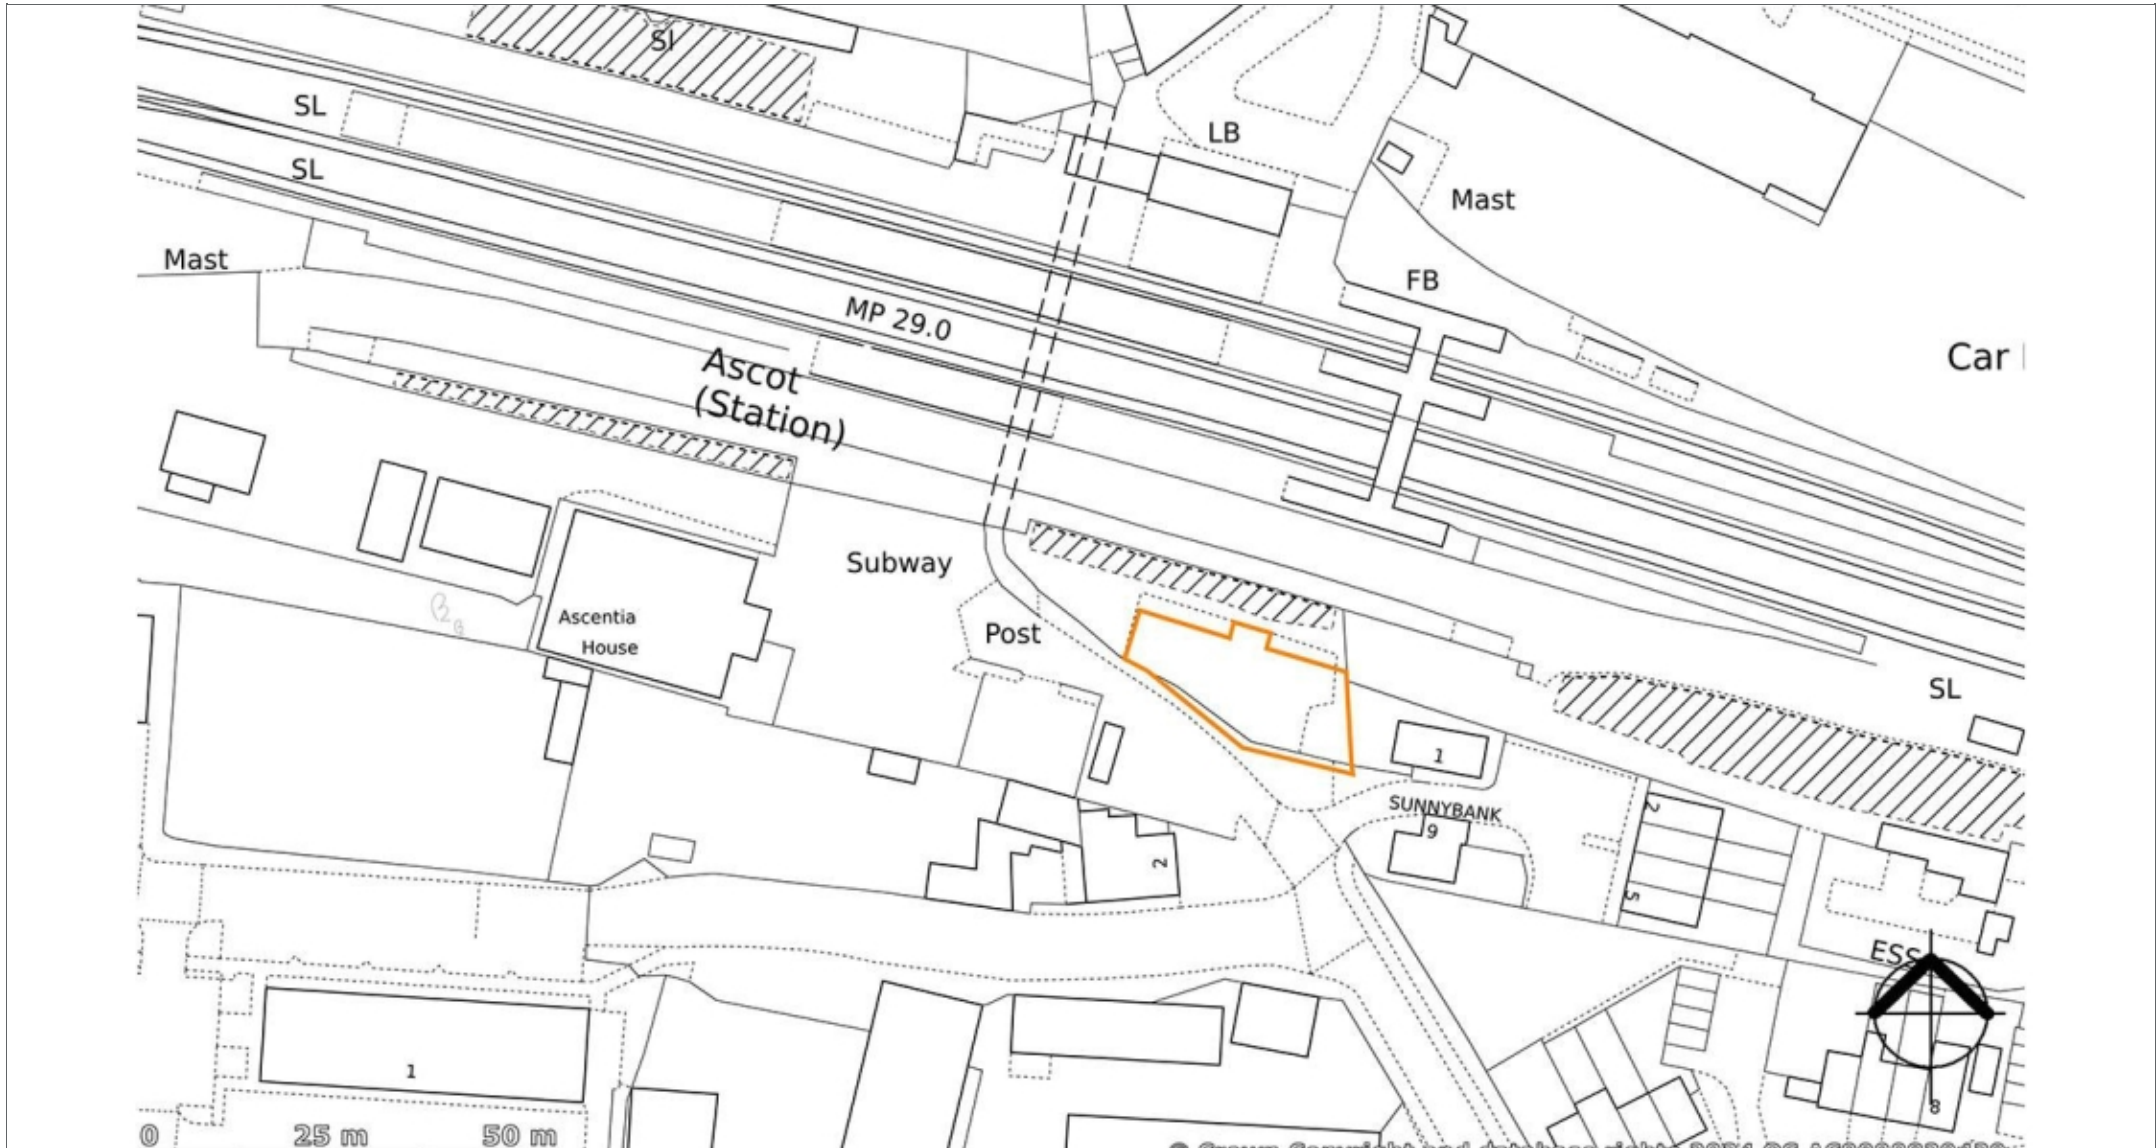 SI
SL
LB
SL
Mast
Mast
FB
MP 29.0
Car
Ascot
(Station)
Subway
Ascentia
House
Post
SL
1
SUNNYBANK
2
9
2
5
ESS
1
8
0 25 m 50 m